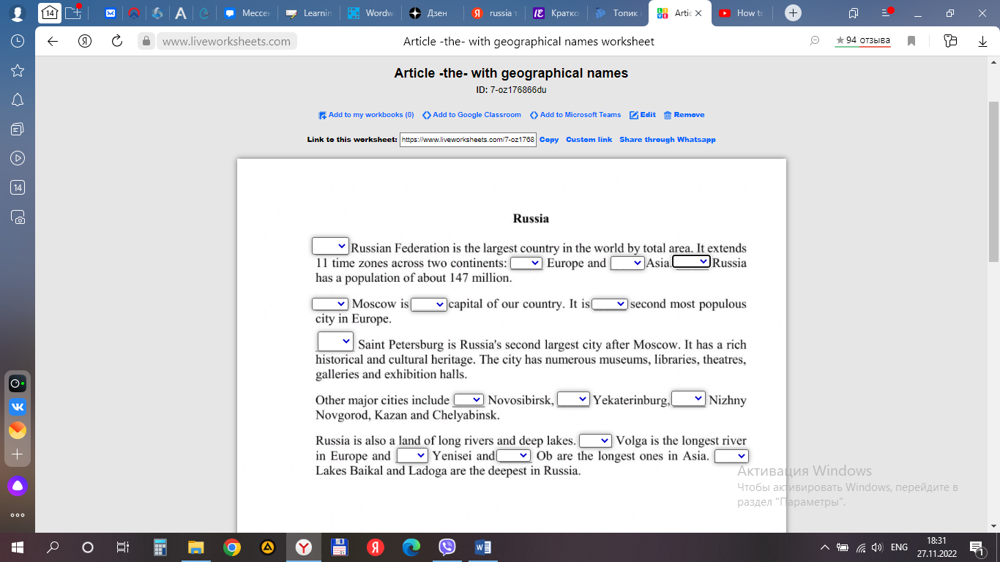 14 Мессен Learnin Wordw Дзен russia т Кратко Топик Artic How to
www.liveworksheets.com Article -the- with geographical names worksheet 94 отзыва
Article -the- with geographical names
ID: 7-oz176866du
Add to my workbooks (0) Add to Google Classroom Add to Microsoft Teams Edit Remove
Link to this worksheet: https://www.liveworksheets.com/7-oz1768 Copy Custom link Share through Whatsapp
14
Russia
Russian Federation is the largest country in the world by total area. It extends
11 time zones across two continents: Europe and Asia. Russia
has a population of about 147 million.
Moscow is capital of our country. It is second most populous
city in Europe.
Saint Petersburg is Russia's second largest city after Moscow. It has a rich
historical and cultural heritage. The city has numerous museums, libraries, theatres,
galleries and exhibition halls.
Other major cities include Novosibirsk, Yekaterinburg, Nizhny
Novgorod, Kazan and Chelyabinsk.
Russia is also a land of long rivers and deep lakes. Volga is the longest river
in Europe and Yenisei and Ob are the longest ones in Asia.
Lakes Baikal and Ladoga are the deepest in Russia.
Активация Windows
Чтобы активировать Windows, перейдите в
раздел "Параметры".
ENG 18:31
27.11.2022 1